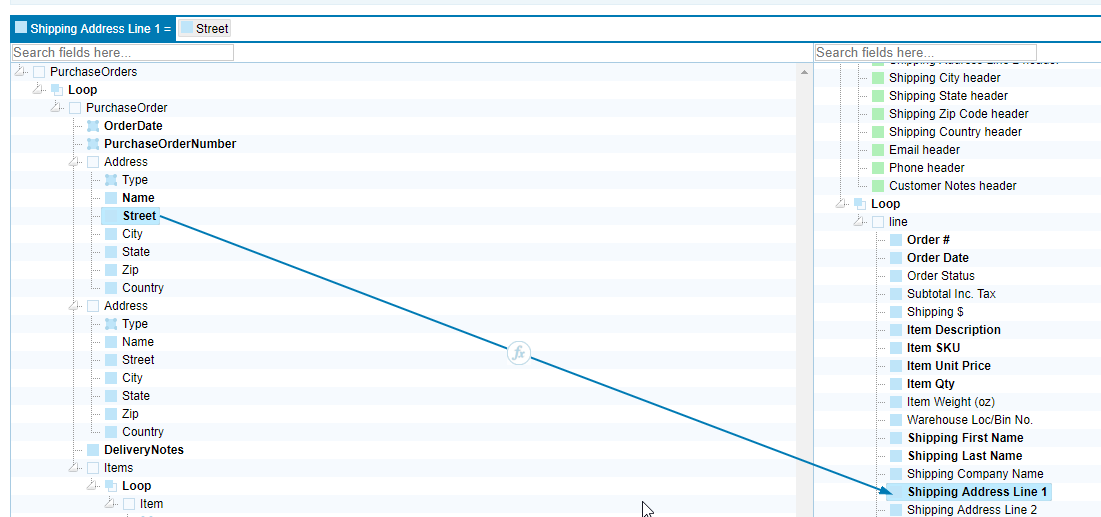 Shipping Address Line 1 = Street
Search fields here...
PurchaseOrders
Loop
PurchaseOrder
OrderDate
PurchaseOrderNumber
Address
Type
Name
Street
City
State
Zip
Country
Address
Type
Name
Street
City
State
Zip
Country
DeliveryNotes
Items
Loop
Item
fx
Search fields here...
Shipping Address Line 2 header
Shipping City header
Shipping State header
Shipping Zip Code header
Shipping Country header
Email header
Phone header
Customer Notes header
Loop
line
Order #
Order Date
Order Status
Subtotal Inc. Tax
Shipping $
Item Description
Item SKU
Item Unit Price
Item Qty
Item Weight (oz)
Warehouse Loc/Bin No.
Shipping First Name
Shipping Last Name
Shipping Company Name
Shipping Address Line 1
Shipping Address Line 2